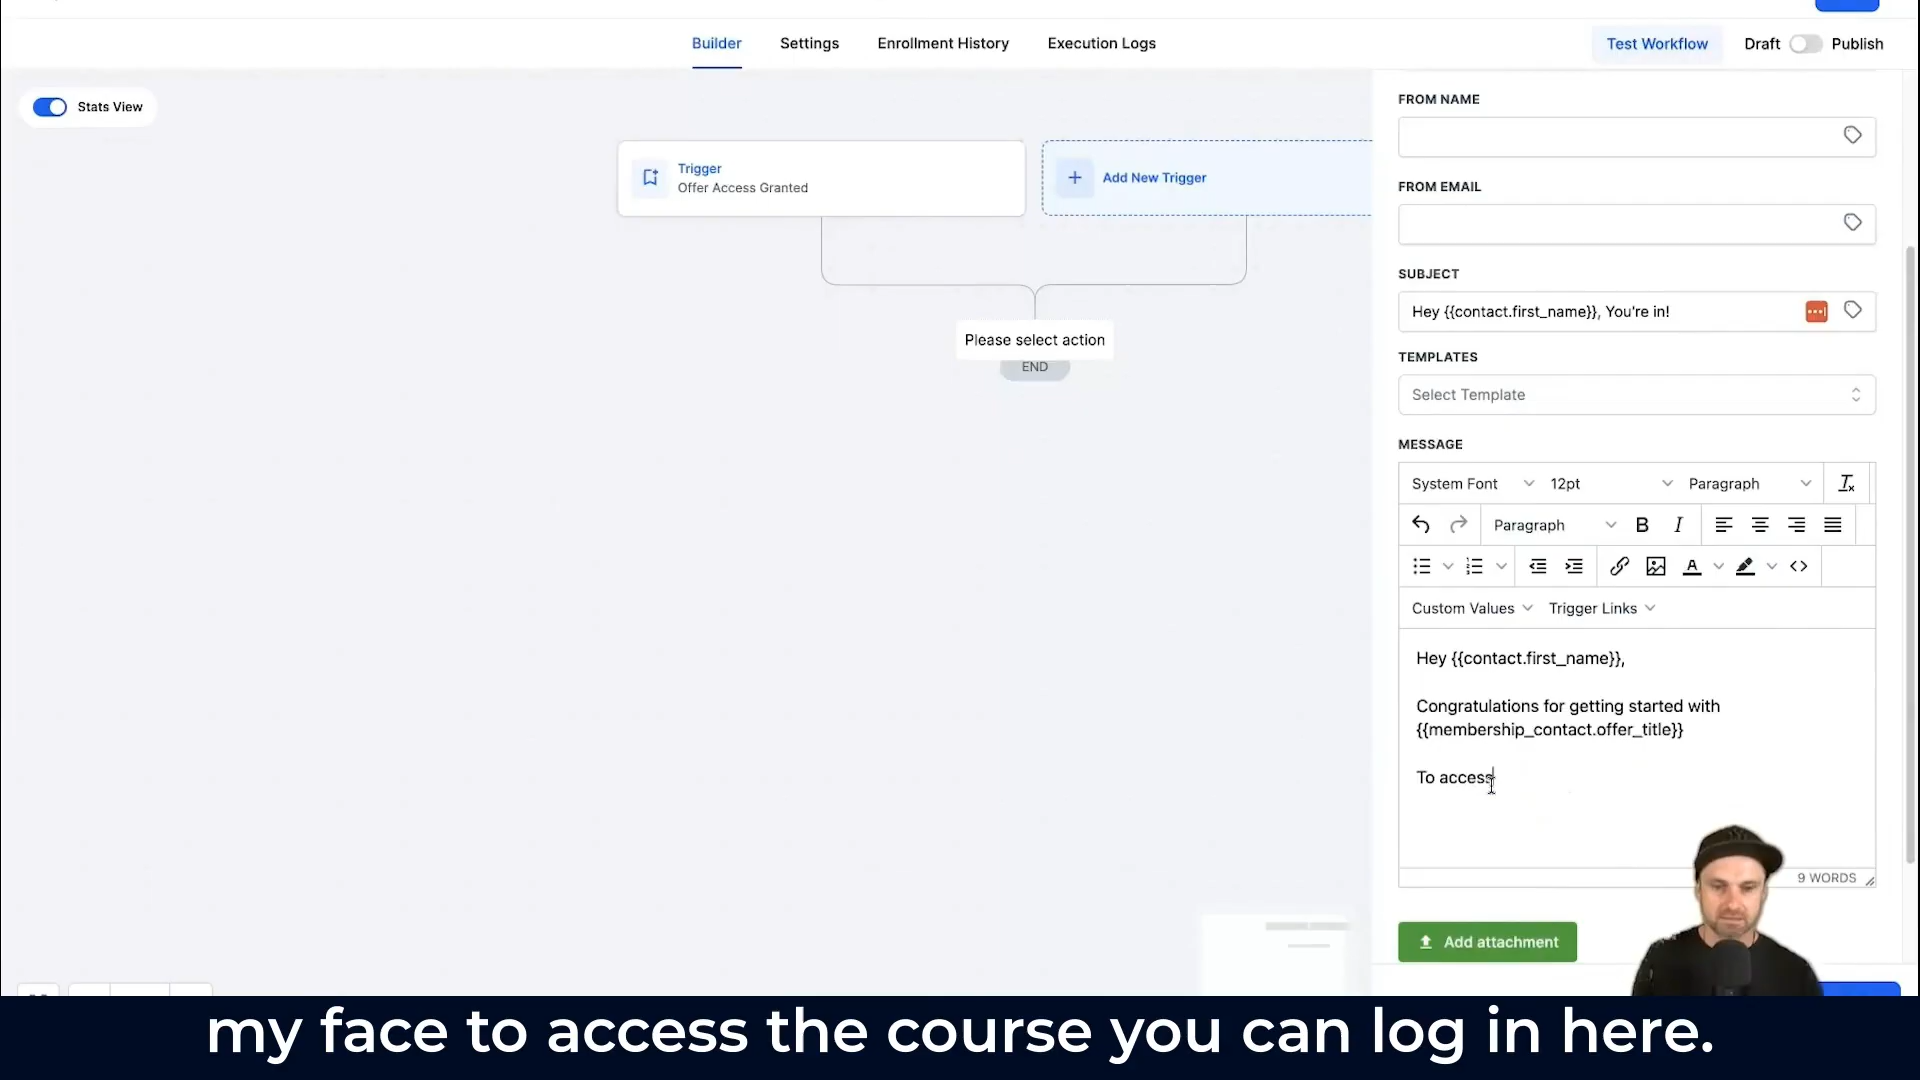 Builder Settings Enrollment History Execution Logs Test Workflow Draft Publish
Stats View
FROM NAME
Trigger
Offer Access Granted
Add New Trigger
FROM EMAIL
SUBJECT
Hey {{contact.first_name}}, You're in!
Please select action
END
TEMPLATES
Select Template
MESSAGE
System Font 12pt Paragraph
Paragraph B I
Custom Values Trigger Links
Hey {{contact.first_name}},
Congratulations for getting started with
{{membership_contact.offer_title}}
To access
9 WORDS
Add attachment
my face to access the course you can log in here.